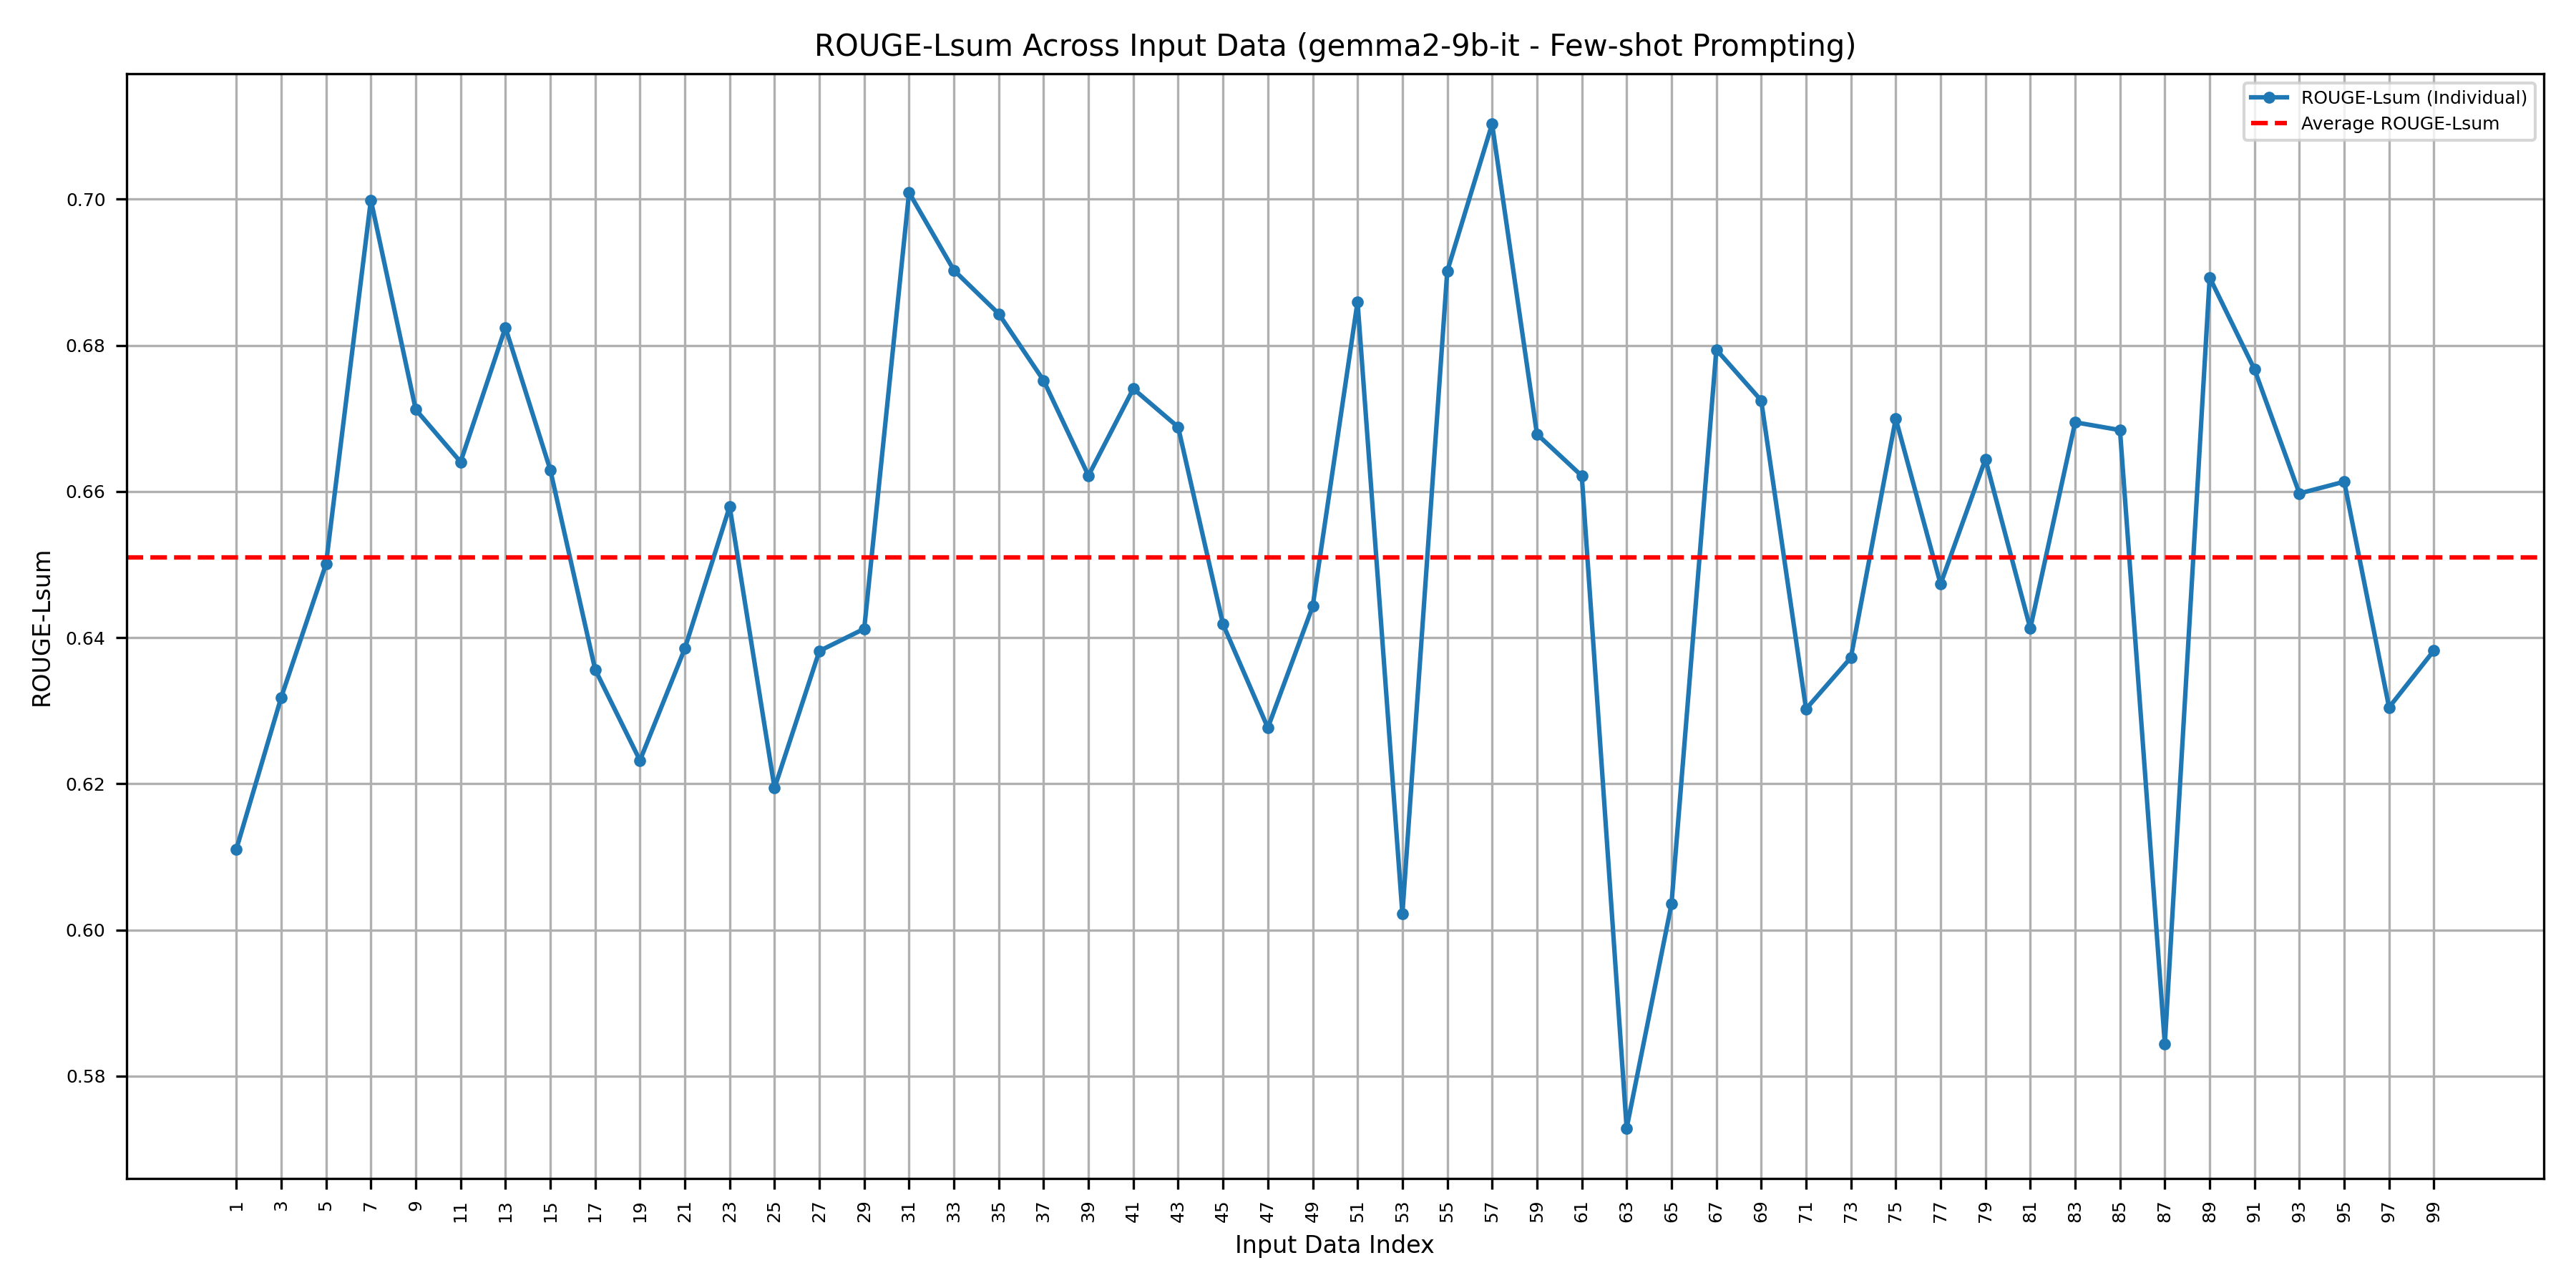 ROUGE-Lsum Across Input Data (gemma2-9b-it - Few-shot Prompting)
ROUGE-Lsum (Individual)
Average ROUGE-Lsum
ROUGE-Lsum
0.70
0.68
0.66
0.64
0.62
0.60
0.58
1 3 5 7 9 11 13 15 17 19 21 23 25 27 29 31 33 35 37 39 41 43 45 47 49 51 53 55 57 59 61 63 65 67 69 71 73 75 77 79 81 83 85 87 89 91 93 95 97 99
Input Data Index